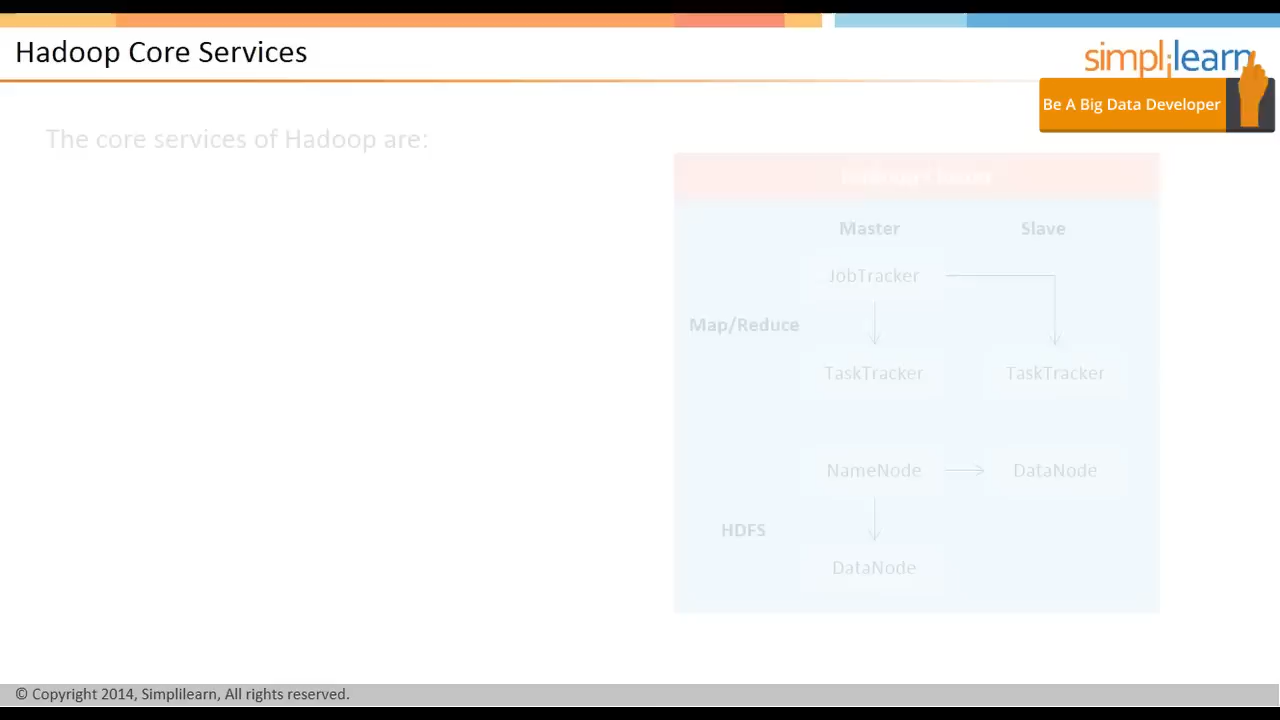 Hadoop Core Services
simplilearn
Be A Big Data Developer
The core services of Hadoop are:
Master Slave
JobTracker
Map/Reduce
TaskTracker TaskTracker
NameNode DataNode
HDFS
DataNode
© Copyright 2014, Simplilearn, All rights reserved.